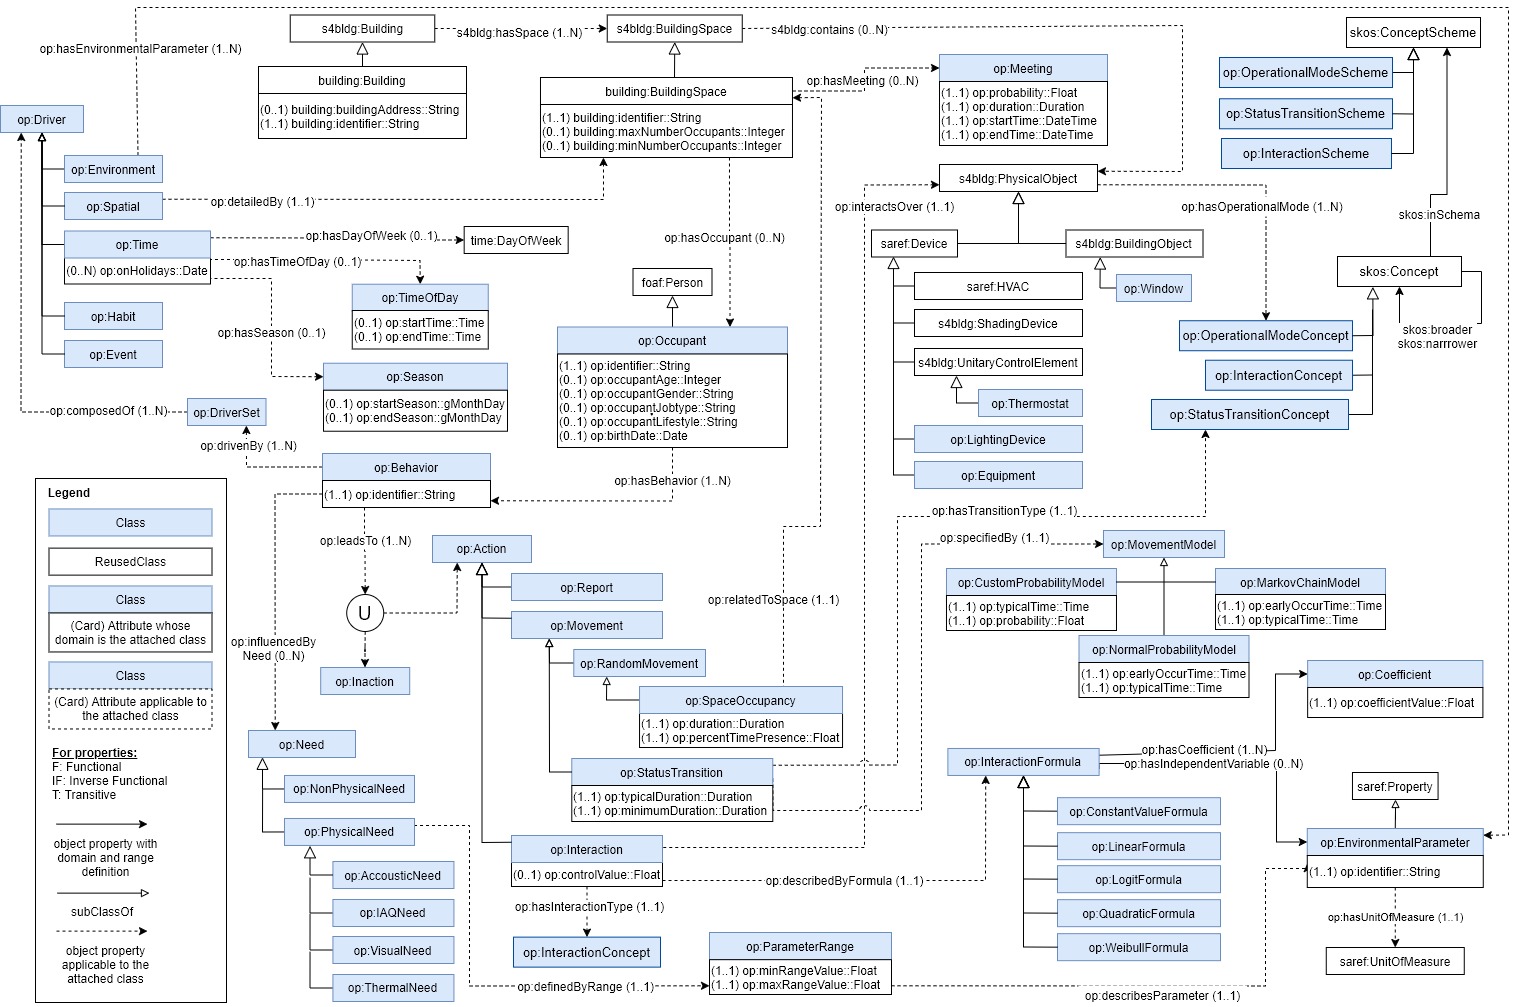 op:hasEnvironmentalParameter (1..N)
s4bldg:Building
s4bldg:hasSpace (1..N)
s4bldg:BuildingSpace
s4bldg:contains (0..N)
skos:ConceptScheme
building:Building
(0..1) building:buildingAddress::String
(1..1) building:identifier::String
building:BuildingSpace
(1..1) building:identifier::String
(0..1) building:maxNumberOccupants::Integer
(0..1) building:minNumberOccupants::Integer
op:hasMeeting (0..N)
op:Meeting
(1..1) op:probability::Float
(1..1) op:duration::Duration
(1..1) op:startTime::DateTime
(1..1) op:endTime::DateTime
op:OperationalModeScheme
op:StatusTransitionScheme
op:InteractionScheme
op:Driver
op:Environment
op:Spatial
op:detailedBy (1..1)
op:Time
(0..N) op:onHolidays::Date
op:hasDayOfWeek (0..1)
time:DayOfWeek
op:hasTimeOfDay (0..1)
op:TimeOfDay
(0..1) op:startTime::Time
(0..1) op:endTime::Time
op:hasSeason (0..1)
op:Habit
op:Event
op:Season
(0..1) op:startSeason::gMonthDay
(0..1) op:endSeason::gMonthDay
op:composedOf (1..N)
op:DriverSet
op:drivenBy (1..N)
op:hasOccupant (0..N)
foaf:Person
op:Occupant
(1..1) op:identifier::String
(0..1) op:occupantAge::Integer
(0..1) op:occupantGender::String
(0..1) op:occupantJobtype::String
(0..1) op:occupantLifestyle::String
(0..1) op:birthDate::Date
op:hasBehavior (1..N)
op:interactsOver (1..1)
s4bldg:PhysicalObject
op:hasOperationalMode (1..N)
saref:Device
s4bldg:BuildingObject
saref:HVAC
op:Window
s4bldg:ShadingDevice
s4bldg:UnitaryControlElement
op:Thermostat
op:LightingDevice
op:Equipment
skos:inSchema
skos:Concept
skos:broader
skos:narrrower
op:OperationalModeConcept
op:InteractionConcept
op:StatusTransitionConcept
op:Behavior
(1..1) op:identifier::String
op:leadsTo (1..N)
U
op:Inaction
op:influencedBy
Need (0..N)
op:Action
op:Report
op:Movement
op:RandomMovement
op:SpaceOccupancy
(1..1) op:duration::Duration
(1..1) op:percentTimePresence::Float
op:relatedToSpace (1..1)
op:StatusTransition
(1..1) op:typicalDuration::Duration
(1..1) op:minimumDuration::Duration
op:hasTransitionType (1..1)
op:specifiedBy (1..1)
op:MovementModel
op:CustomProbabilityModel
(1..1) op:typicalTime::Time
(1..1) op:probability::Float
op:MarkovChainModel
(1..1) op:earlyOccurTime::Time
(1..1) op:typicalTime::Time
op:NormalProbabilityModel
(1..1) op:earlyOccurTime::Time
(1..1) op:typicalTime::Time
op:Coefficient
(1..1) op:coefficientValue::Float
op:Interaction
(0..1) op:controlValue::Float
op:hasInteractionType (1..1)
op:InteractionConcept
op:describedByFormula (1..1)
op:InteractionFormula
op:hasCoefficient (1..N)
op:hasIndependentVariable (0..N)
op:ConstantValueFormula
op:LinearFormula
op:LogitFormula
op:QuadraticFormula
op:WeibullFormula
saref:Property
op:EnvironmentalParameter
(1..1) op:identifier::String
op:hasUnitOfMeasure (1..1)
saref:UnitOfMeasure
op:Need
op:NonPhysicalNeed
op:PhysicalNeed
op:AccousticNeed
op:IAQNeed
op:VisualNeed
op:ThermalNeed
op:definedByRange (1..1)
op:ParameterRange
(1..1) op:minRangeValue::Float
(1..1) op:maxRangeValue::Float
op:describesParameter (1..1)
Legend
Class
ReusedClass
Class
(Card) Attribute whose
domain is the attached class
Class
(Card) Attribute applicable to
the attached class
For properties:
F: Functional
IF: Inverse Functional
T: Transitive
object property with
domain and range
definition
subClassOf
object property
applicable to the
attached class